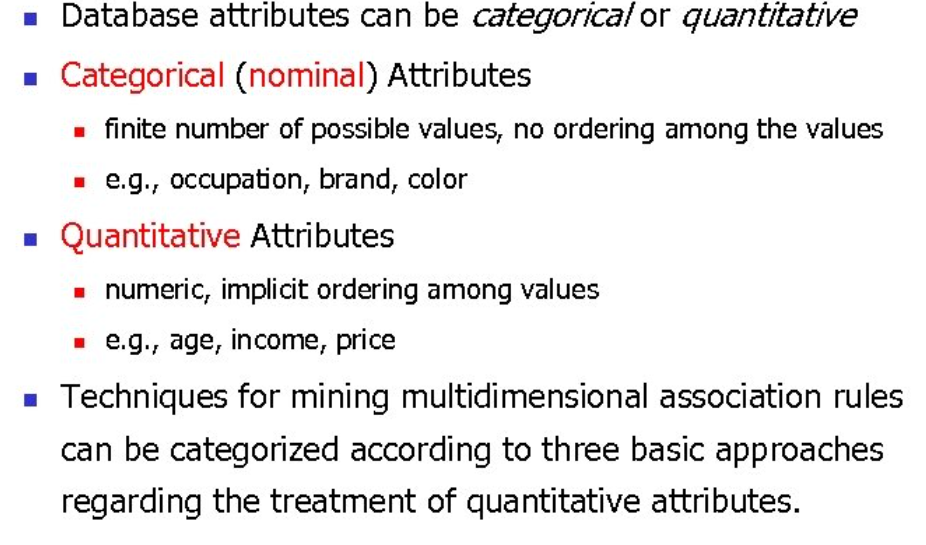 Database attributes can be categorical or quantitative
Categorical (nominal) Attributes
finite number of possible values, no ordering among the values
e.g., occupation, brand, color
Quantitative Attributes
numeric, implicit ordering among values
e.g., age, income, price
Techniques for mining multidimensional association rules
can be categorized according to three basic approaches
regarding the treatment of quantitative attributes.